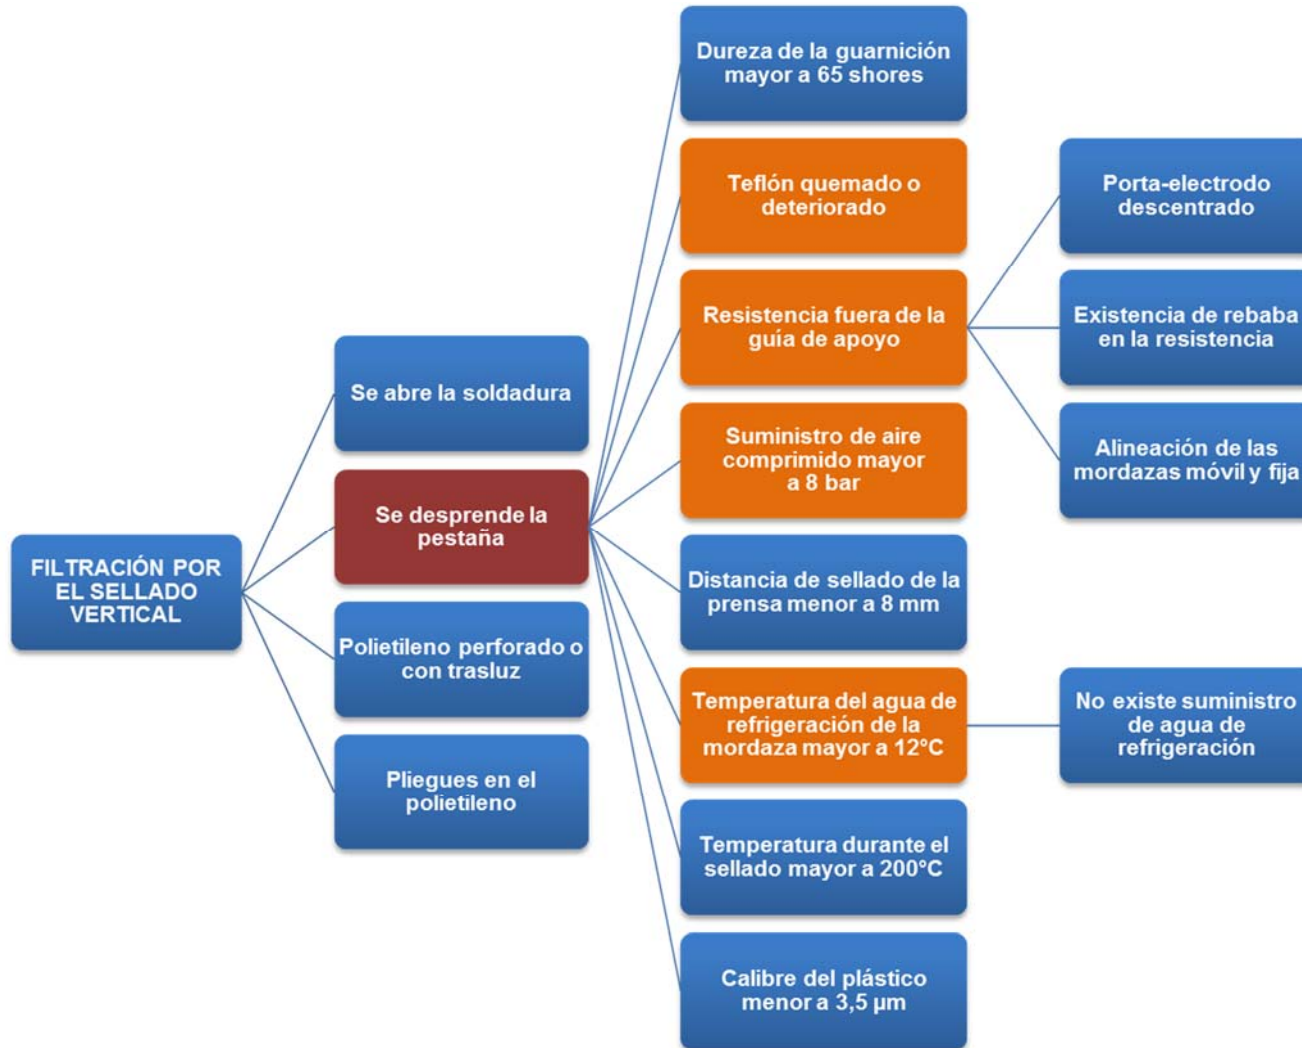 FILTRACIÓN POR
EL SELLADO
VERTICAL
Se abre la soldadura
Se desprende la
pestaña
Polietileno perforado o
con trasluz
Pliegues en el
polietileno
Dureza de la guarnición
mayor a 65 shores
Teflón quemado o
deteriorado
Resistencia fuera de la
guía de apoyo
Suministro de aire
comprimido mayor
a 8 bar
Distancia de sellado de la
prensa menor a 8 mm
Temperatura del agua de
refrigeración de la
mordaza mayor a 12°C
Temperatura durante el
sellado mayor a 200°C
Calibre del plástico
menor a 3,5 µm
Porta-electrodo
descentrado
Existencia de rebaba
en la resistencia
Alineación de las
mordazas móvil y fija
No existe suministro
de agua de
refrigeración